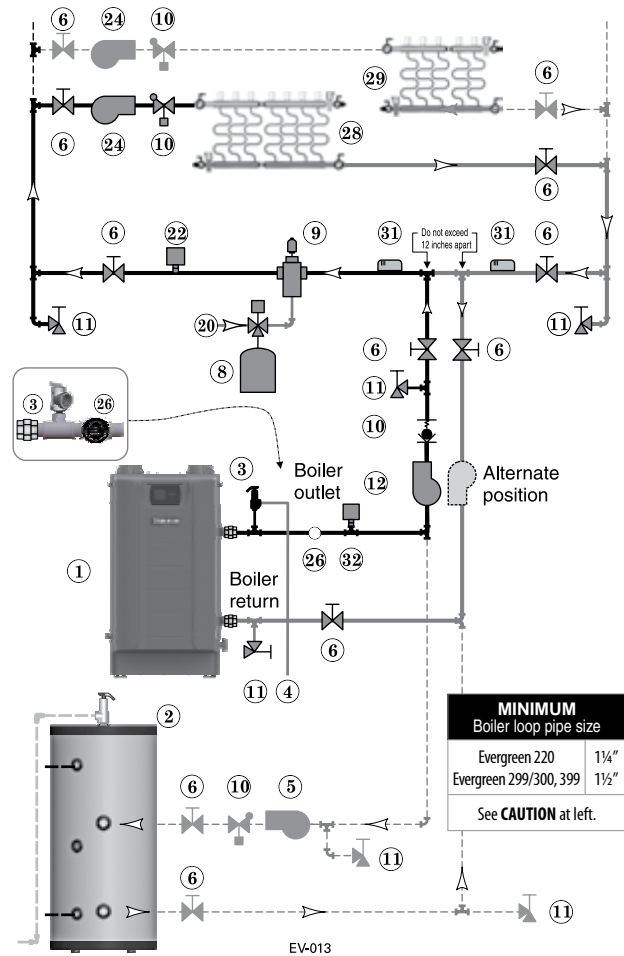 6 24 10
29
6
6 24 10
28
6
6 22 9 31 Do not exceed 31 6
12 inches apart
11 20 8 11
6 6
11
3 26
10
3 Boiler
outlet 12 Alternate
position
1
26 32
Boiler
return
6
11 4
2
MINIMUM
Boiler loop pipe size
Evergreen 220 1¼"
Evergreen 299/300, 399 1½"
See CAUTION at left.
6 10 5
11
6
11
EV-013